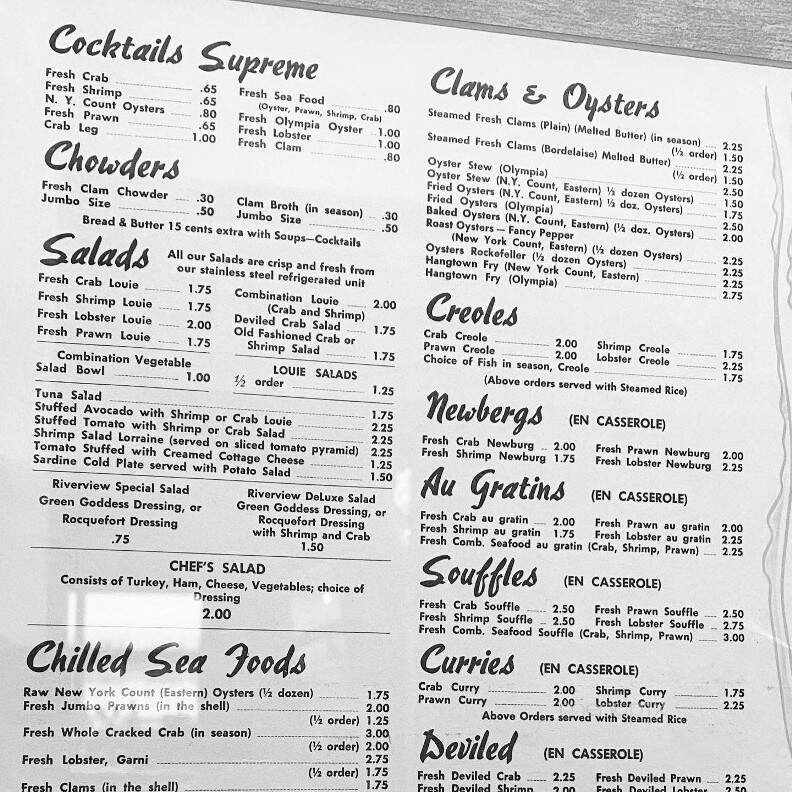 Cocktails Supreme
Fresh Crab .65
Fresh Shrimp .65
N. Y. Count Oysters .80
Fresh Prawn .65
Crab Leg 1.00
Fresh Sea Food .80
(Oyster, Prawn, Shrimp, Crab)
Fresh Olympia Oyster 1.00
Fresh Lobster 1.00
Fresh Clam .80
Chowders
Fresh Clam Chowder .30
Jumbo Size .50
Clam Broth (in season) .30
Jumbo Size .50
Bread & Butter 15 cents extra with Soups—Cocktails
Salads
All our Salads are crisp and fresh from
our stainless steel refrigerated unit
Fresh Crab Louie 1.75
Fresh Shrimp Louie 1.75
Fresh Lobster Louie 2.00
Fresh Prawn Louie 1.75
Combination Louie 2.00
(Crab and Shrimp)
Deviled Crab Salad 1.75
Old Fashioned Crab or
Shrimp Salad 1.75
Combination Vegetable
Salad Bowl 1.00
LOUIE SALADS
½ order 1.25
Tuna Salad 1.75
Stuffed Avocado with Shrimp or Crab Louie 2.25
Stuffed Tomato with Shrimp or Crab Salad 2.25
Shrimp Salad Lorraine (served on sliced tomato pyramid) 2.25
Tomato Stuffed with Creamed Cottage Cheese 1.25
Sardine Cold Plate served with Potato Salad 1.50
Riverview Special Salad
Green Goddess Dressing, or
Rocquefort Dressing
.75
Riverview DeLuxe Salad
Green Goddess Dressing, or
Rocquefort Dressing
with Shrimp and Crab
1.50
CHEF'S SALAD
Consists of Turkey, Ham, Cheese, Vegetables; choice of
Dressing
2.00
Chilled Sea Foods
Raw New York Count (Eastern) Oysters (½ dozen) 1.75
Fresh Jumbo Prawns (in the shell) 2.00
(½ order) 1.25
Fresh Whole Cracked Crab (in season) 3.00
(½ order) 2.00
Fresh Lobster, Garni 2.75
(½ order) 1.75
Fresh Clams (in the shell) 1.75
Clams & Oysters
Steamed Fresh Clams (Plain) (Melted Butter) (in season) 2.25
(½ order) 1.50
Steamed Fresh Clams (Bordelaise) Melted Butter) 2.25
(½ order) 1.50
Oyster Stew (Olympia) 2.50
Oyster Stew (N.Y. Count, Eastern) ½ dozen Oysters) 1.50
Fried Oysters (N.Y. Count, Eastern) ½ doz. Oysters) 1.75
Fried Oysters (Olympia) 2.50
Baked Oysters (N.Y. Count, Eastern) (½ doz. Oysters) 2.00
Roast Oysters — Fancy Pepper
(New York Count, Eastern) (½ dozen Oysters) 2.25
Oysters Rockefeller (½ dozen Oysters) 2.25
Hangtown Fry (New York Count, Eastern) 2.25
Hangtown Fry (Olympia) 2.75
Creoles
Crab Creole 2.00 Shrimp Creole 1.75
Prawn Creole 2.00 Lobster Creole 2.25
Choice of Fish in season, Creole 1.75
(Above orders served with Steamed Rice)
Newbergs (EN CASSEROLE)
Fresh Crab Newburg 2.00 Fresh Prawn Newburg 2.00
Fresh Shrimp Newburg 1.75 Fresh Lobster Newburg 2.25
Au Gratins (EN CASSEROLE)
Fresh Crab au gratin 2.00 Fresh Prawn au gratin 2.00
Fresh Shrimp au gratin 1.75 Fresh Lobster au gratin 2.25
Fresh Comb. Seafood au gratin (Crab, Shrimp, Prawn) 2.25
Souffles (EN CASSEROLE)
Fresh Crab Souffle 2.50 Fresh Prawn Souffle 2.50
Fresh Shrimp Souffle 2.50 Fresh Lobster Souffle 2.75
Fresh Comb. Seafood Souffle (Crab, Shrimp, Prawn) 3.00
Curries (EN CASSEROLE)
Crab Curry 2.00 Shrimp Curry 1.75
Prawn Curry 2.00 Lobster Curry 2.25
Above Orders served with Steamed Rice
Deviled (EN CASSEROLE)
Fresh Deviled Crab 2.25 Fresh Deviled Prawn 2.25
Fresh Deviled Shrimp 2.00 Fresh Deviled Lobster 2.50